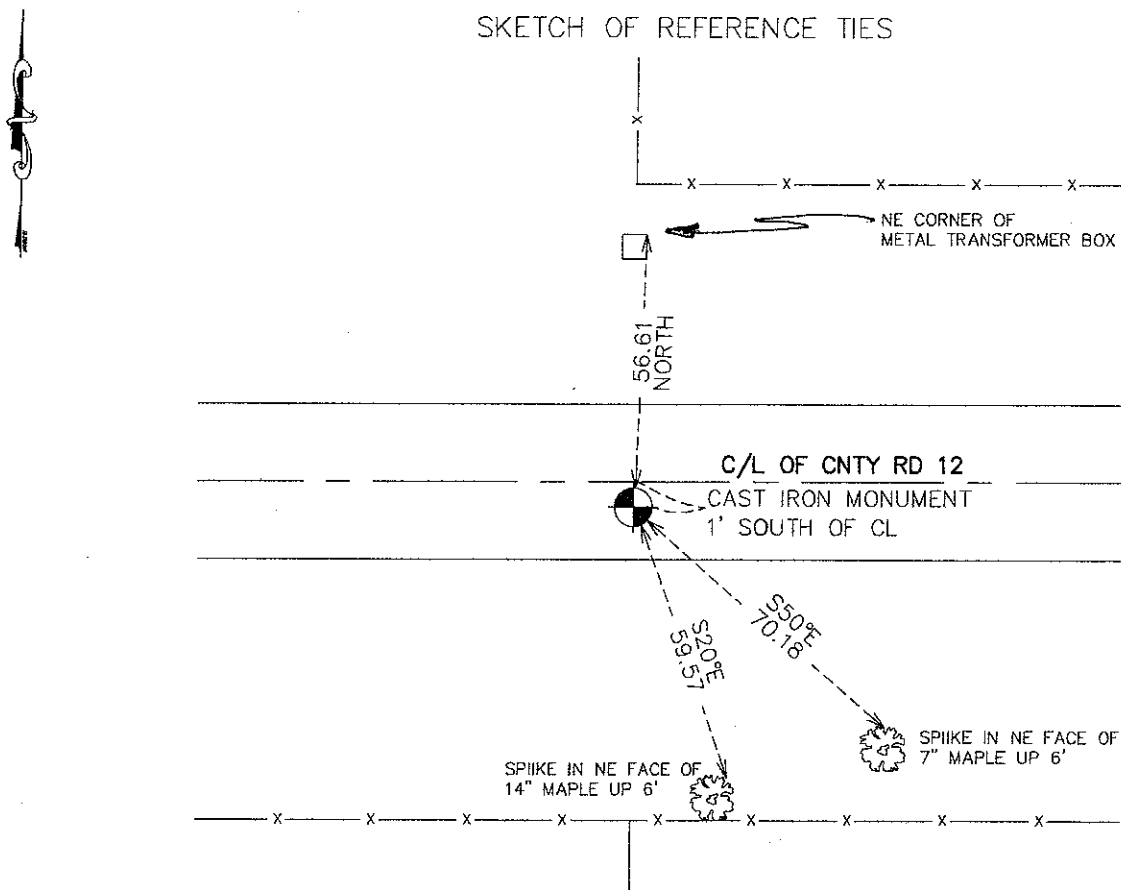 SKETCH OF REFERENCE TIES
NE CORNER OF
METAL TRANSFORMER BOX
56.61
NORTH
C/L OF CNTY RD 12
CAST IRON MONUMENT
1' SOUTH OF CL
S50°E
70.18
S20°E
59.57
SPIIKE IN NE FACE OF
7" MAPLE UP 6'
SPIIKE IN NE FACE OF
14" MAPLE UP 6'